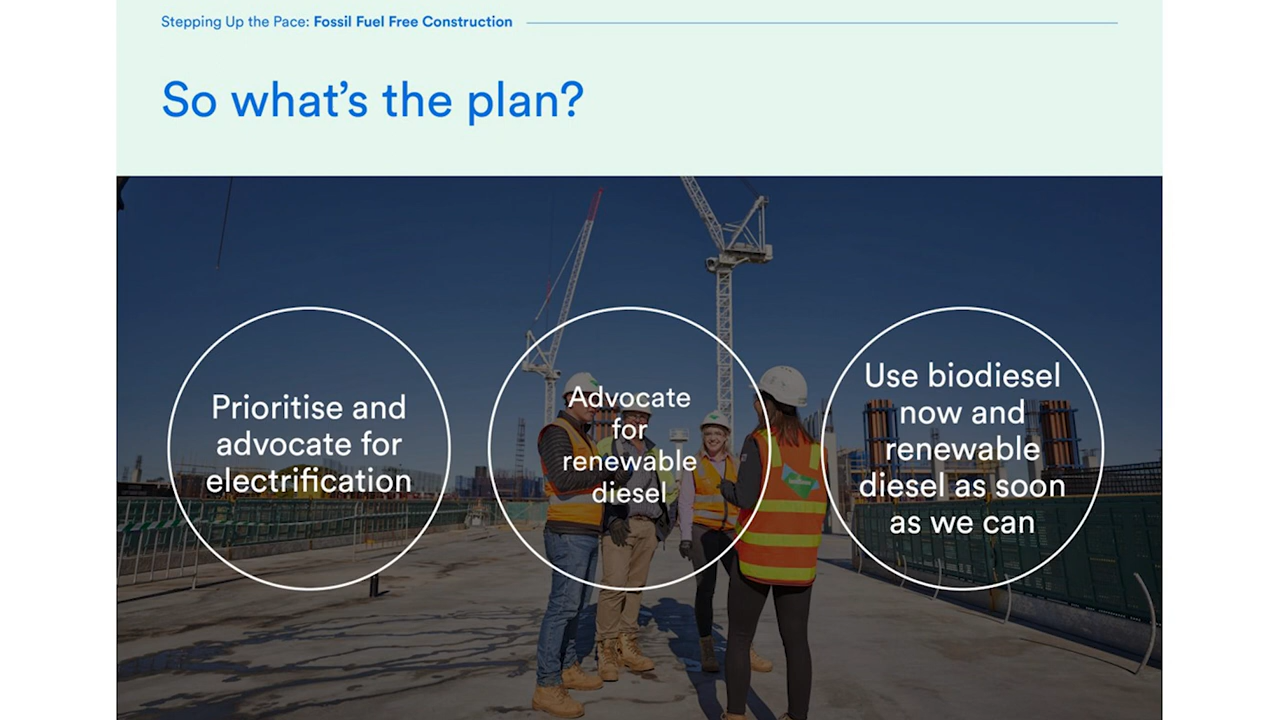 Stepping Up the Pace: Fossil Fuel Free Construction
So what’s the plan?
Prioritise and
advocate for
electrification
Advocate
for
renewable
diesel
Use biodiesel
now and
renewable
diesel as soon
as we can